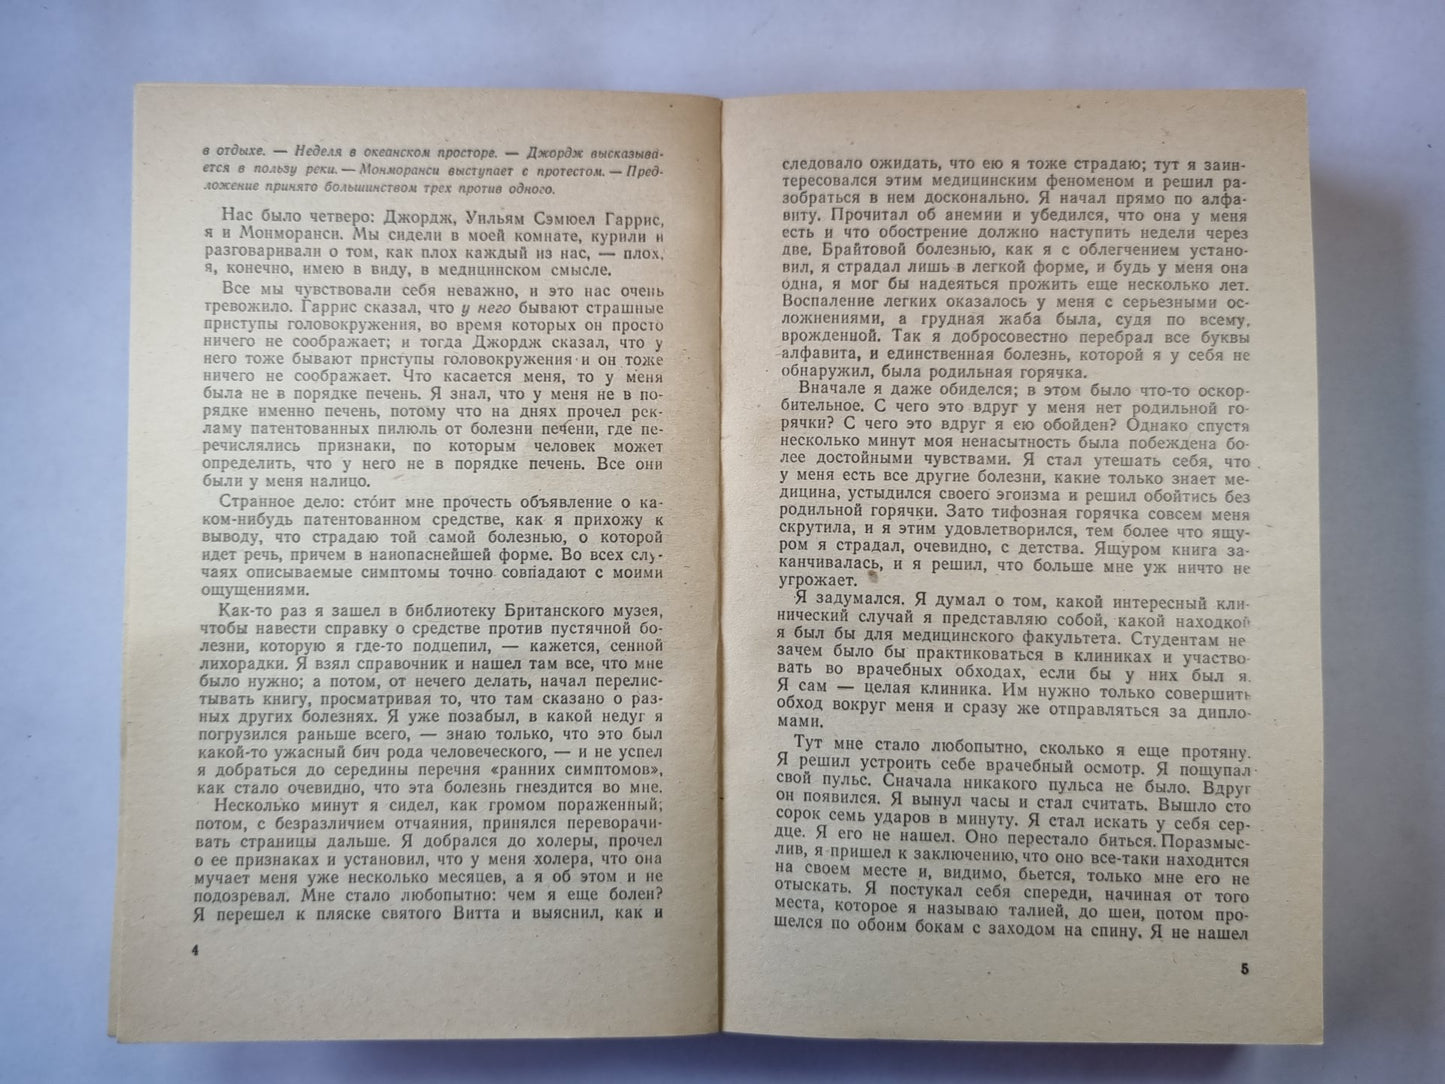 в отдыхе. — Неделя в океанском просторе. — Джордж высказыва-
ется в пользу реки. — Монморанси выступает с протестом. — Пред-
ложение принято большинством трех против одного.
Нас было четверо: Джордж, Уильям Сэмюел Гаррис,
я и Монморанси. Мы сидели в моей комнате, курили и
разговаривали о том, как плох каждый из нас, — плох,
я, конечно, имею в виду, в медицинском смысле.
Все мы чувствовали себя неважно, и это нас очень
тревожило. Гаррис сказал, что у него бывают страшные
приступы головокружения, во время которых он просто
ничего не соображает; и тогда Джордж сказал, что у
него тоже бывают приступы головокружения и он тоже
ничего не соображает. Что касается меня, то у меня
была не в порядке печень. Я знал, что у меня не в по-
рядке именно печень, потому что на днях прочел рек-
ламу патентованных пилюль от болезни печени, где пе-
речислялись признаки, по которым человек может
определить, что у него не в порядке печень. Все они
были у меня налицо.
Странное дело: сто́ит мне прочесть объявление о ка-
ком-нибудь патентованном средстве, как я прихожу к
выводу, что страдаю той самой болезнью, о которой
идет речь, причем в наиопаснейшей форме. Во всех слу-
чаях описываемые симптомы точно совпадают с моими
ощущениями.
Как-то раз я зашел в библиотеку Британского музея,
чтобы навести справку о средстве против пустячной бо-
лезни, которую я где-то подцепил, — кажется, сенной
лихорадки. Я взял справочник и нашел там все, что мне
было нужно; а потом, от нечего делать, начал перелис-
тывать книгу, просматривая то, что там сказано о раз-
ных других болезнях. Я уже позабыл, в какой недуг я
погрузился раньше всего, — знаю только, что это был
какой-то ужасный бич рода человеческого, — и не успел
я добраться до середины перечня «ранних симптомов»,
как стало очевидно, что эта болезнь гнездится во мне.
Несколько минут я сидел, как громом пораженный;
потом, с безразличием отчаяния, принялся переворачи-
вать страницы дальше. Я добрался до холеры, прочел
о ее признаках и установил, что у меня холера, что она
мучает меня уже несколько месяцев, а я об этом и не
подозревал. Мне стало любопытно: чем я еще болен?
Я перешел к пляске святого Витта и выяснил, как и
4
следовало ожидать, что ею я тоже страдаю; тут я заин-
тересовался этим медицинским феноменом и решил ра-
зобраться в нем досконально. Я начал прямо по алфа-
виту. Прочитал об анемии и убедился, что она у меня
есть и что обострение должно наступить недели через
две. Брайтовой болезнью, как я с облегчением устано-
вил, я страдал лишь в легкой форме, и будь у меня она
одна, я мог бы надеяться прожить еще несколько лет.
Воспаление легких оказалось у меня с серьезными ос-
ложнениями, а грудная жаба была, судя по всему,
врожденной. Так я добросовестно перебрал все буквы
алфавита, и единственная болезнь, которой я у себя не
обнаружил, была родильная горячка.
Вначале я даже обиделся; в этом было что-то оскор-
бительное. С чего это вдруг у меня нет родильной го-
рячки? С чего это вдруг я ею обойден? Однако спустя
несколько минут моя ненасытность была побеждена бо-
лее достойными чувствами. Я стал утешать себя, что
у меня есть все другие болезни, какие только знает ме-
дицина, устыдился своего эгоизма и решил обойтись без
родильной горячки. Зато тифозная горячка совсем меня
скрутила, и я этим удовлетворился, тем более что ящу-
ром я страдал, очевидно, с детства. Ящуром книга за-
канчивалась, и я решил, что больше мне уж ничто не
угрожает.
Я задумался. Я думал о том, какой интересный кли-
нический случай я представляю собой, какой находкой
я был бы для медицинского факультета. Студентам не
зачем было бы практиковаться в клиниках и участво-
вать во врачебных обходах, если бы у них был я.
Я сам — целая клиника. Им нужно только совершить
обход вокруг меня и сразу же отправляться за дипло-
мами.
Тут мне стало любопытно, сколько я еще протяну.
Я решил устроить себе врачебный осмотр. Я пощупал
свой пульс. Сначала никакого пульса не было. Вдруг
он появился. Я вынул часы и стал считать. Вышло сто
сорок семь ударов в минуту. Я стал искать у себя сер-
дце. Я его не нашел. Оно перестало биться. Поразмыс-
лив, я пришел к заключению, что оно все-таки находится
на своем месте и, видимо, бьется, только мне его не
отыскать. Я постукал себя спереди, начиная от того
места, которое я называю талией, до шеи, потом про-
шелся по обоим бокам с заходом на спину. Я не нашел
5